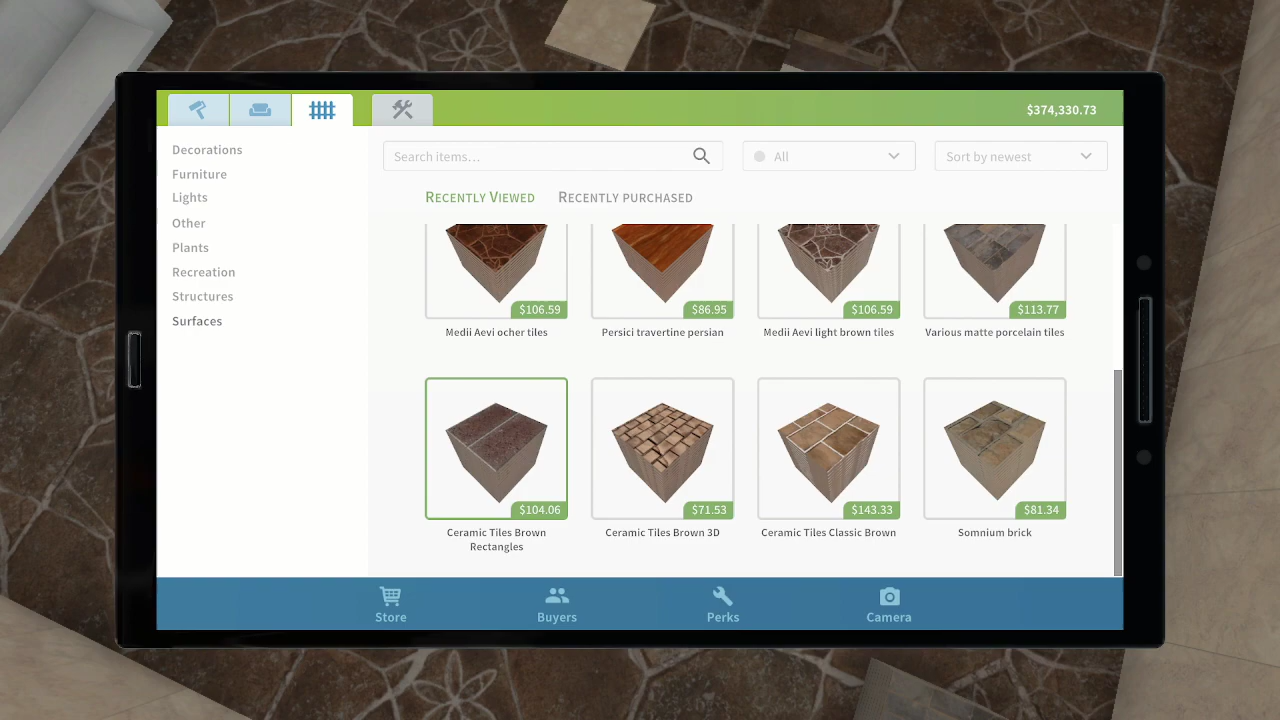 $374,330.73
Decorations
Furniture
Lights
Other
Plants
Recreation
Structures
Surfaces
Search items...
All
Sort by newest
Recently Viewed
Recently purchased
$106.59
$86.95
$106.59
$113.77
Medii Aevi ocher tiles
Persici travertine persian
Medii Aevi light brown tiles
Various matte porcelain tiles
$104.06
$71.53
$143.33
$81.34
Ceramic Tiles Brown
Rectangles
Ceramic Tiles Brown 3D
Ceramic Tiles Classic Brown
Somnium brick
Store
Buyers
Perks
Camera